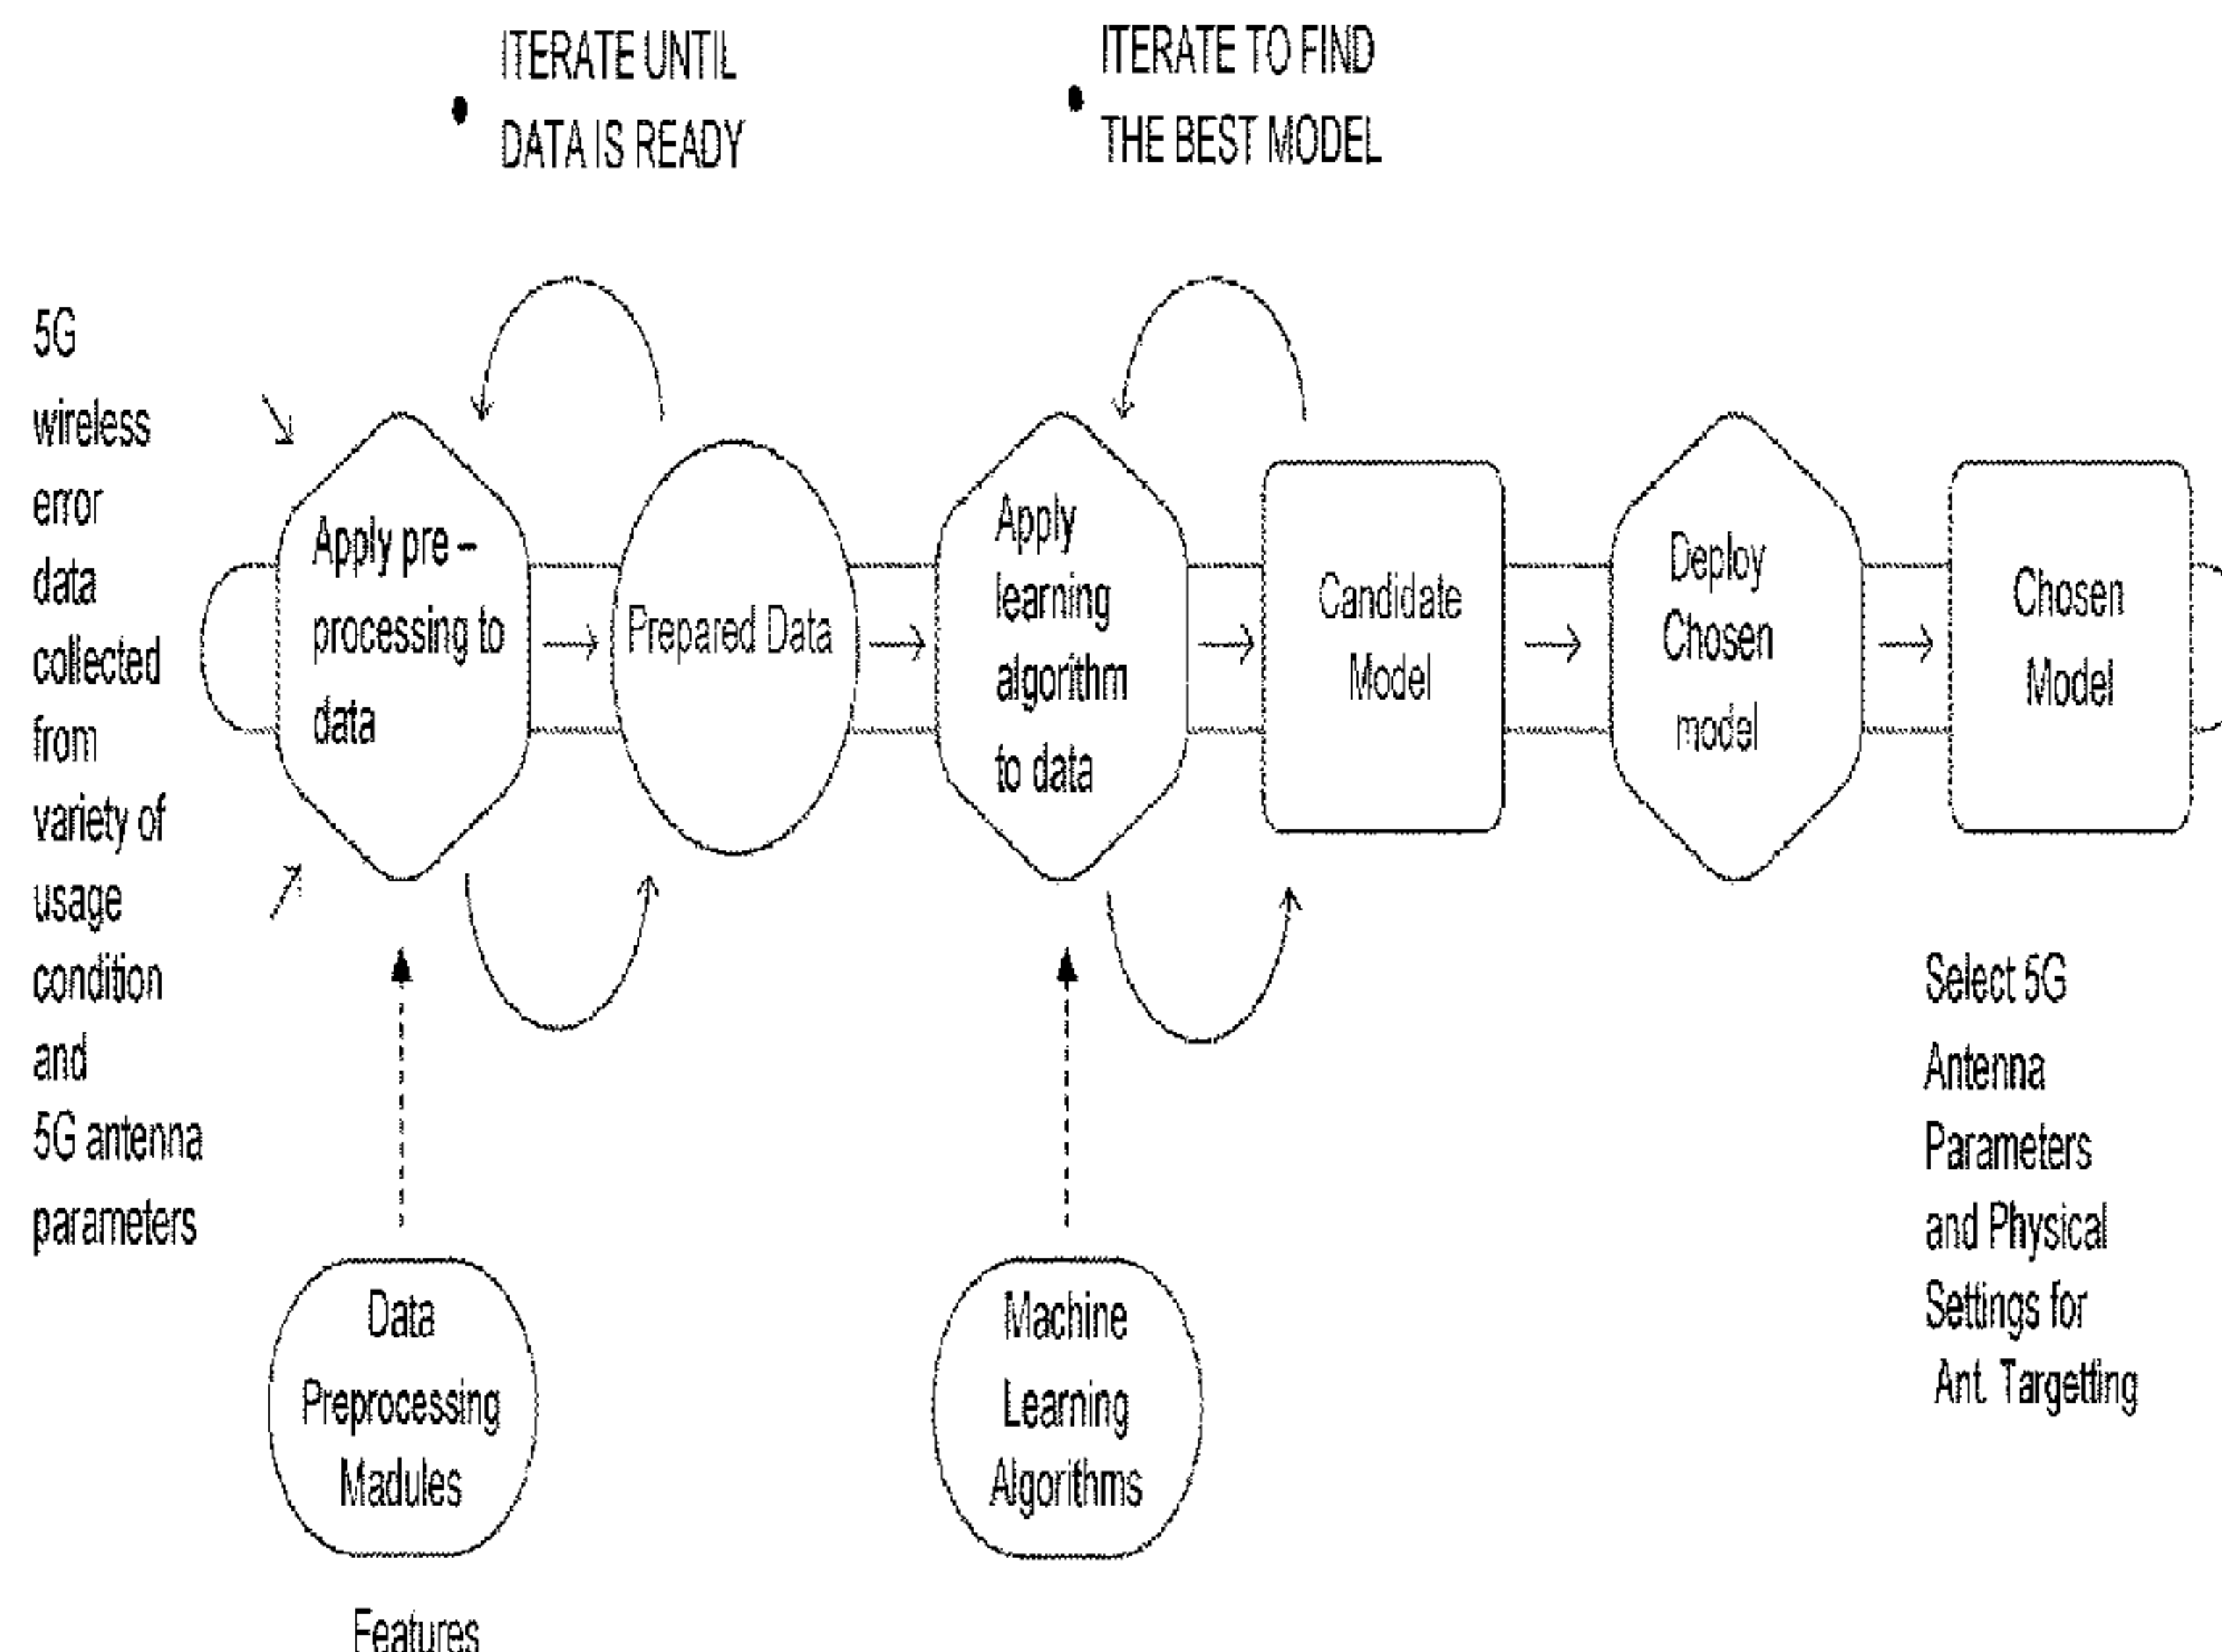 ITERATE UNTIL
DATA IS READY
ITERATE TO FIND
THE BEST MODEL
5G
wireless
error
data
collected
from
variety of
usage
condition
and
5G antenna
parameters
Apply pre –
processing to
data
Prepared Data
Apply
learning
algorithm
to data
Candidate
Model
Deploy
Chosen
model
Chosen
Model
Data
Preprocessing
Madules
Features
Machine
Learning
Algorithms
Select 5G
Antenna
Parameters
and Physical
Settings for
Ant. Targetting